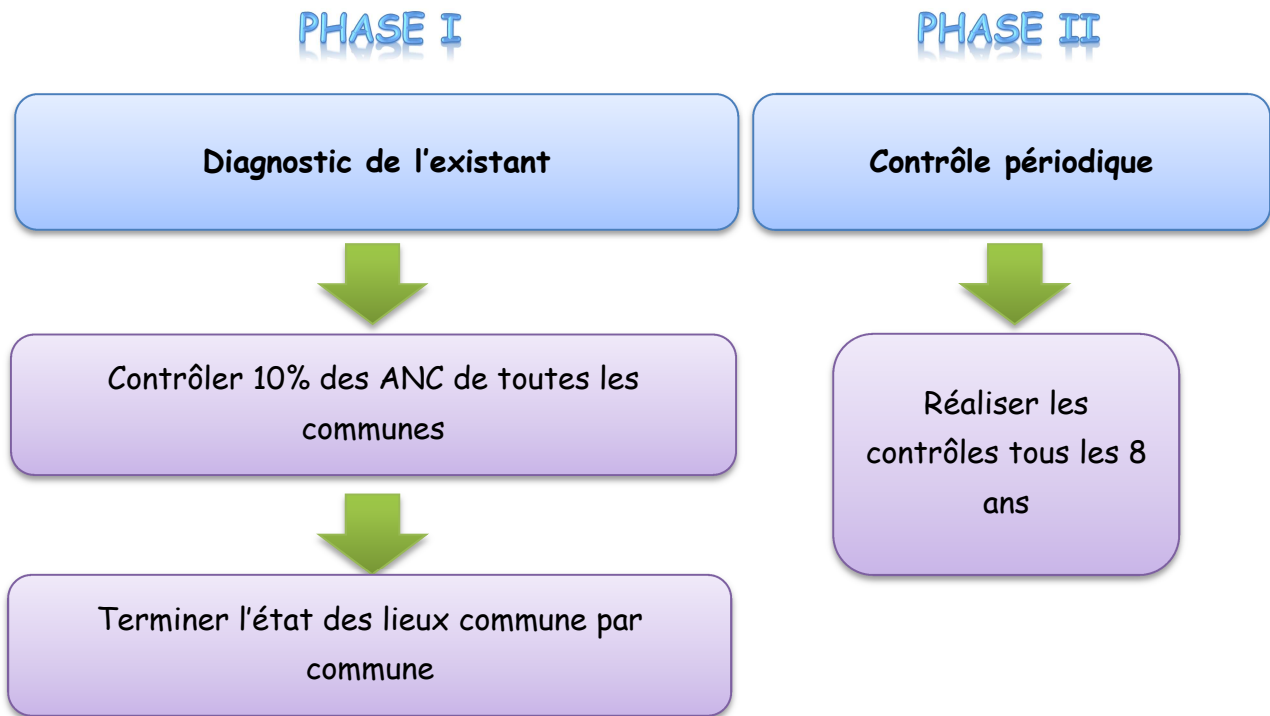 PHASE I
PHASE II
Diagnostic de l'existant
Contrôle périodique
Contrôler 10% des ANC de toutes les
communes
Réaliser les
contrôles tous les 8
ans
Terminer l'état des lieux commune par
commune